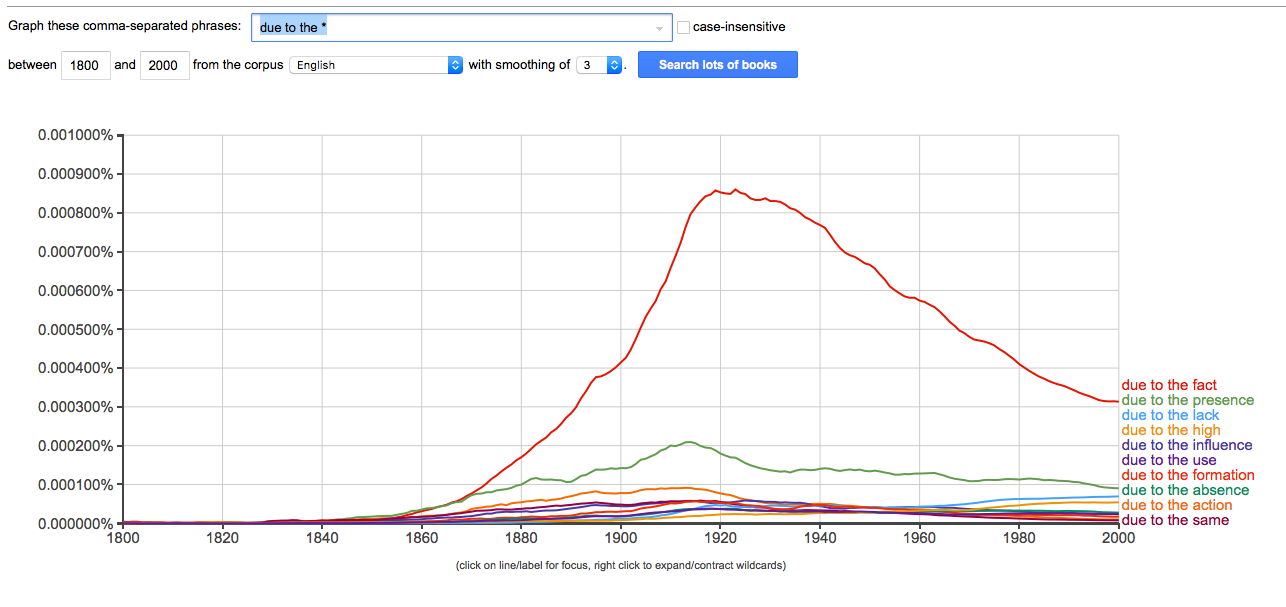 Graph these comma-separated phrases: due to the * case-insensitive
between 1800 and 2000 from the corpus English with smoothing of 3 . Search lots of books
0.001000%
0.000900%
0.000800%
0.000700%
0.000600%
0.000500%
0.000400%
0.000300%
0.000200%
0.000100%
0.000000%
1800 1820 1840 1860 1880 1900 1920 1940 1960 1980 2000
due to the fact
due to the presence
due to the lack
due to the high
due to the influence
due to the use
due to the formation
due to the absence
due to the action
due to the same
(click on line/label for focus, right click to expand/contract wildcards)